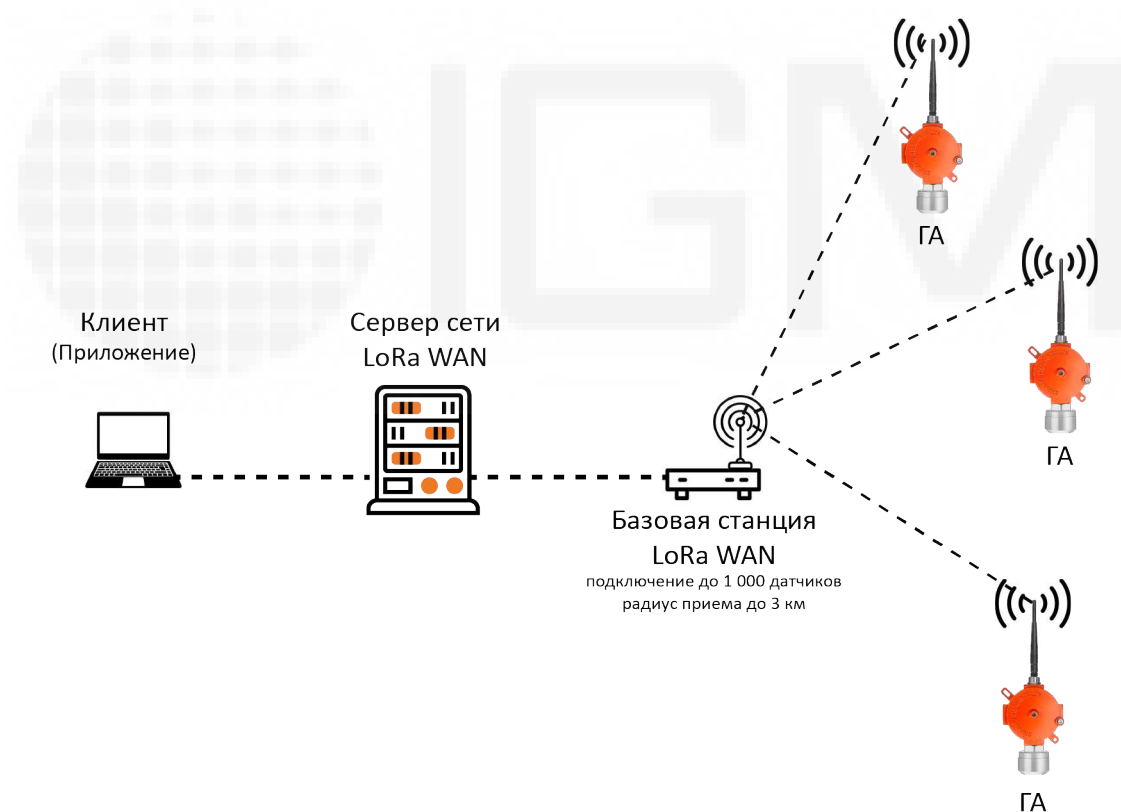 IGM
ГА
ГА
Клиент
(Приложение)
Сервер сети
LoRa WAN
Базовая станция
LoRa WAN
подключение до 1 000 датчиков
радиус приема до 3 км
ГА